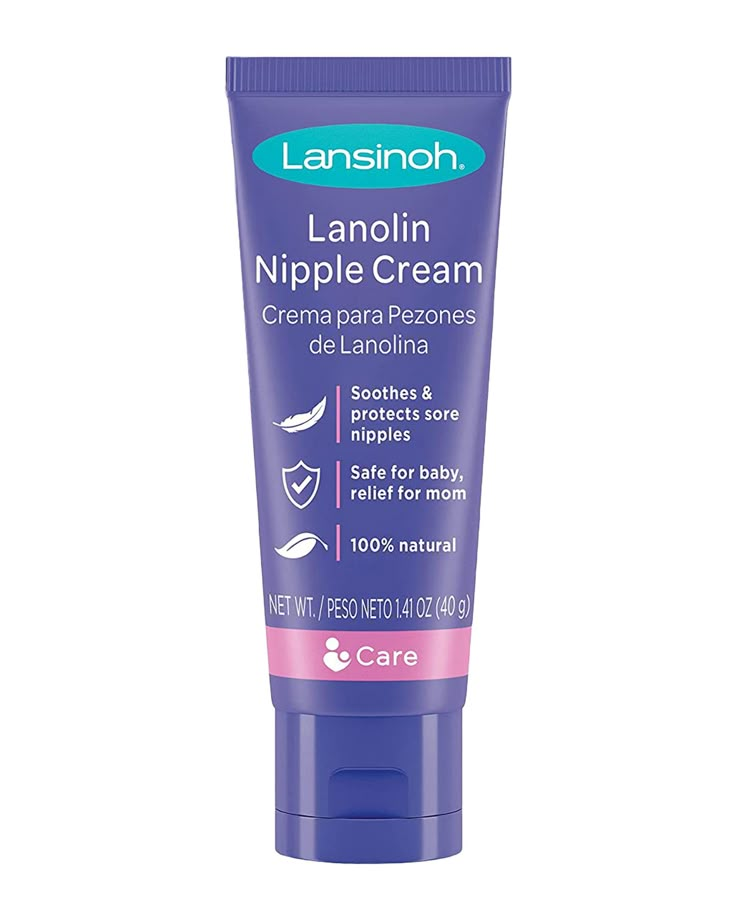 Lansinoh®
Lanolin
Nipple Cream
Crema para Pezones
de Lanolina
Soothes &
protects sore
nipples
Safe for baby,
relief for mom
100% natural
NET WT. / PESO NETO 1.41 OZ (40 g)
Care